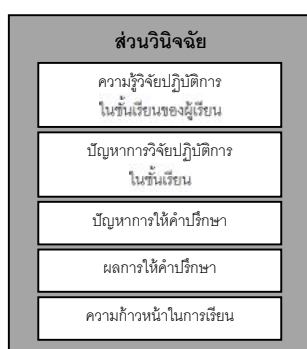 ส่วนวินิจฉัย
ความรู้วิจัยปฏิบัติการ
ในชั้นเรียนของผู้เรียน
ปัญหาการวิจัยปฏิบัติการ
ในชั้นเรียน
ปัญหาการให้คำปรึกษา
ผลการให้คำปรึกษา
ความก้าวหน้าในการเรียน